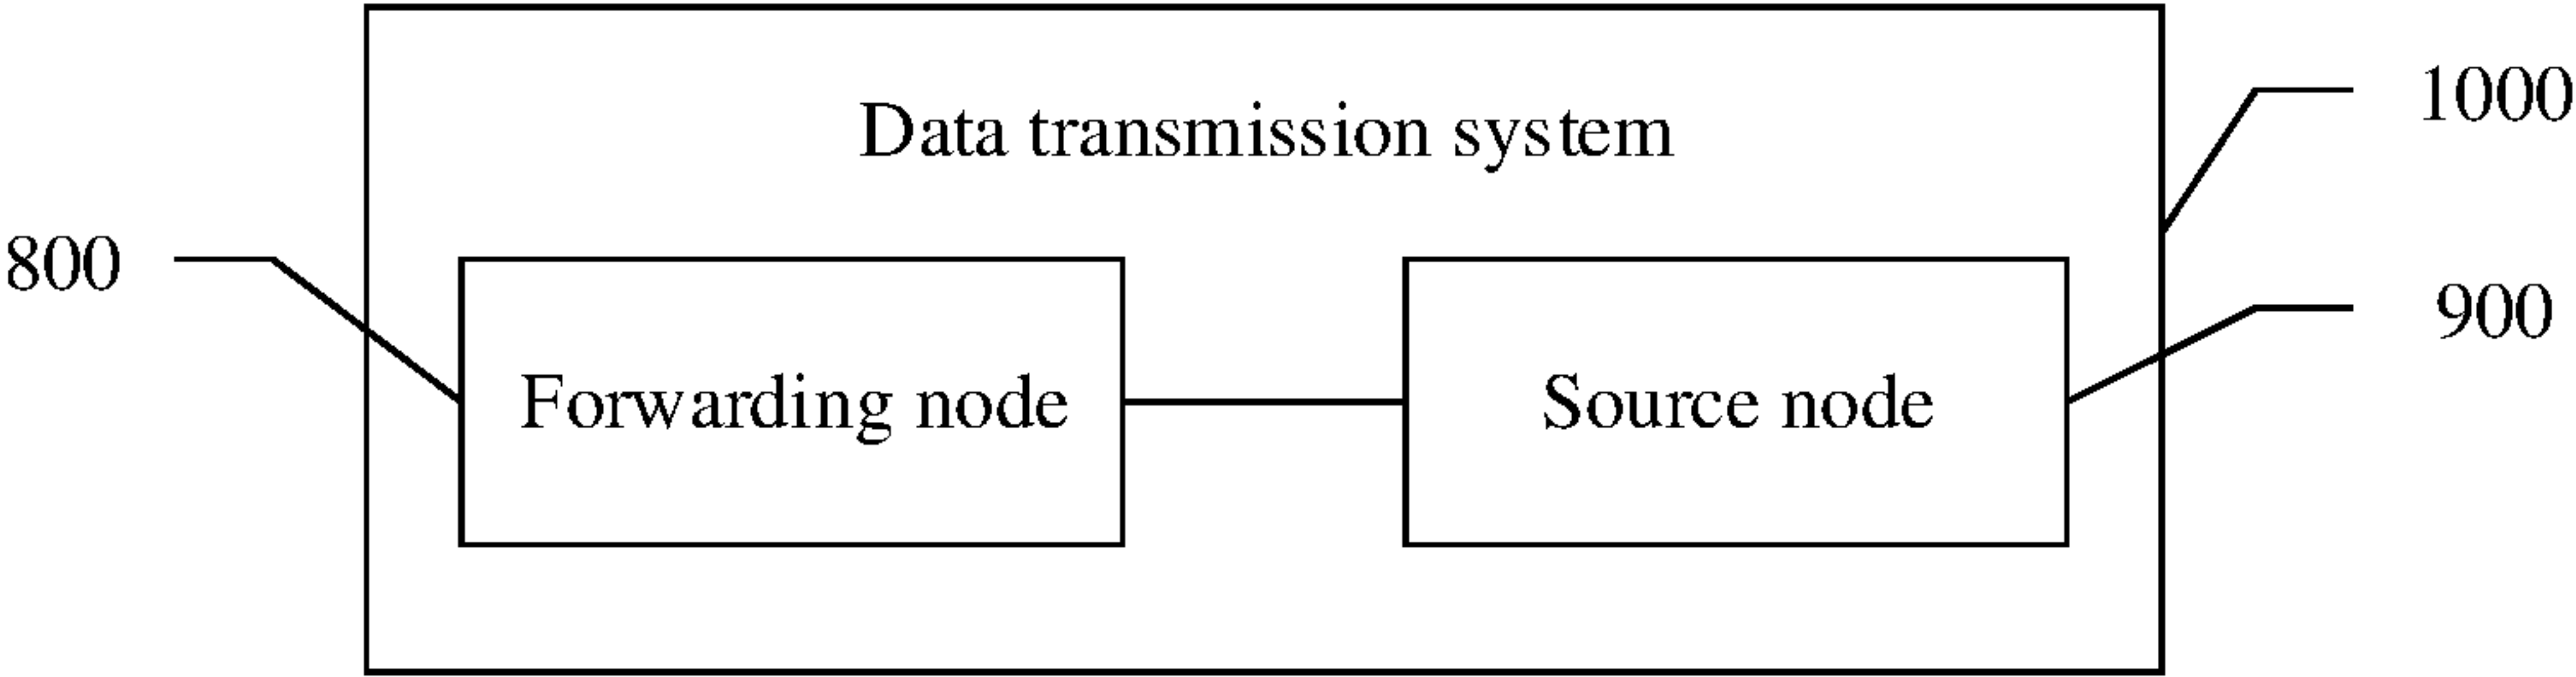 Data transmission system
1000
800
900
Forwarding node
Source node